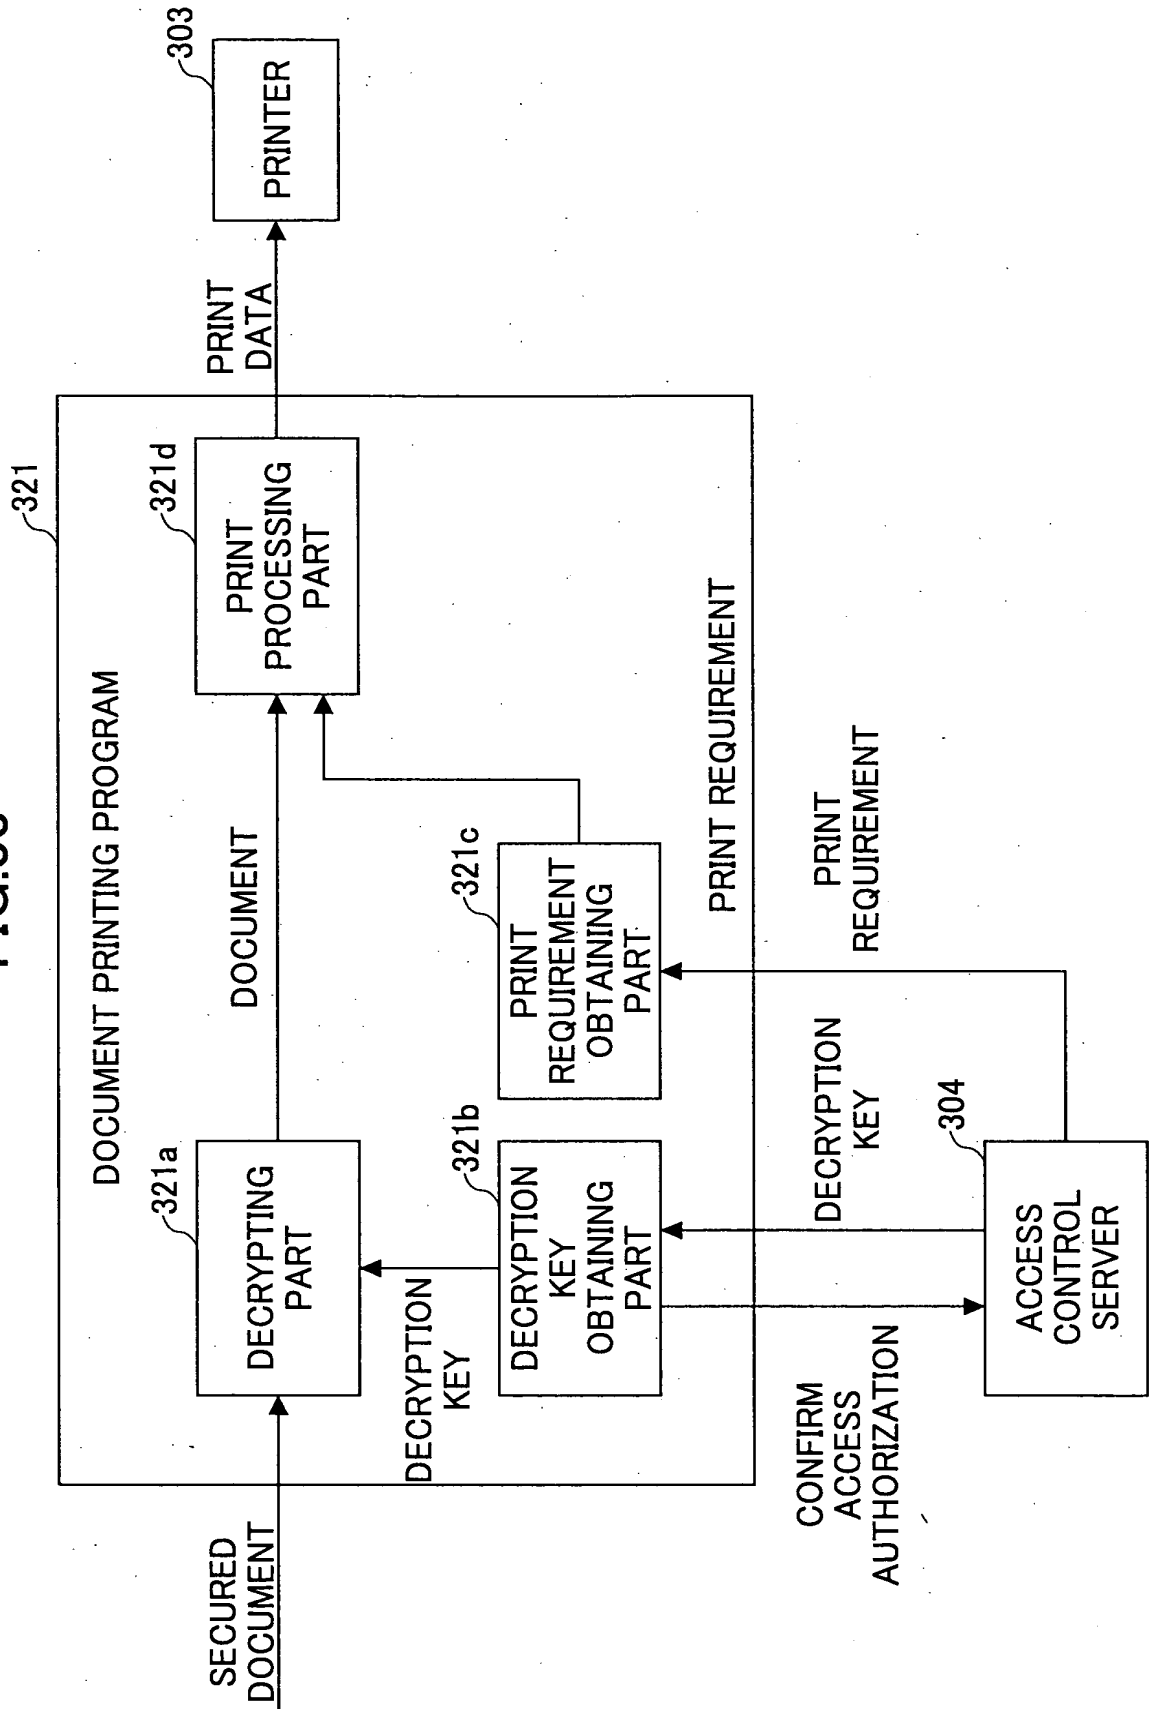 321
DOCUMENT PRINTING PROGRAM
SECURED
DOCUMENT
321a
DECRYPTING
PART
DOCUMENT
321d
PRINT
PROCESSING
PART
PRINT
DATA
303
PRINTER
DECRYPTION
KEY
321b
DECRYPTION
KEY
OBTAINING
PART
321c
PRINT
REQUIREMENT
OBTAINING
PART
PRINT REQUIREMENT
CONFIRM
ACCESS
AUTHORIZATION
DECRYPTION
KEY
PRINT
REQUIREMENT
304
ACCESS
CONTROL
SERVER